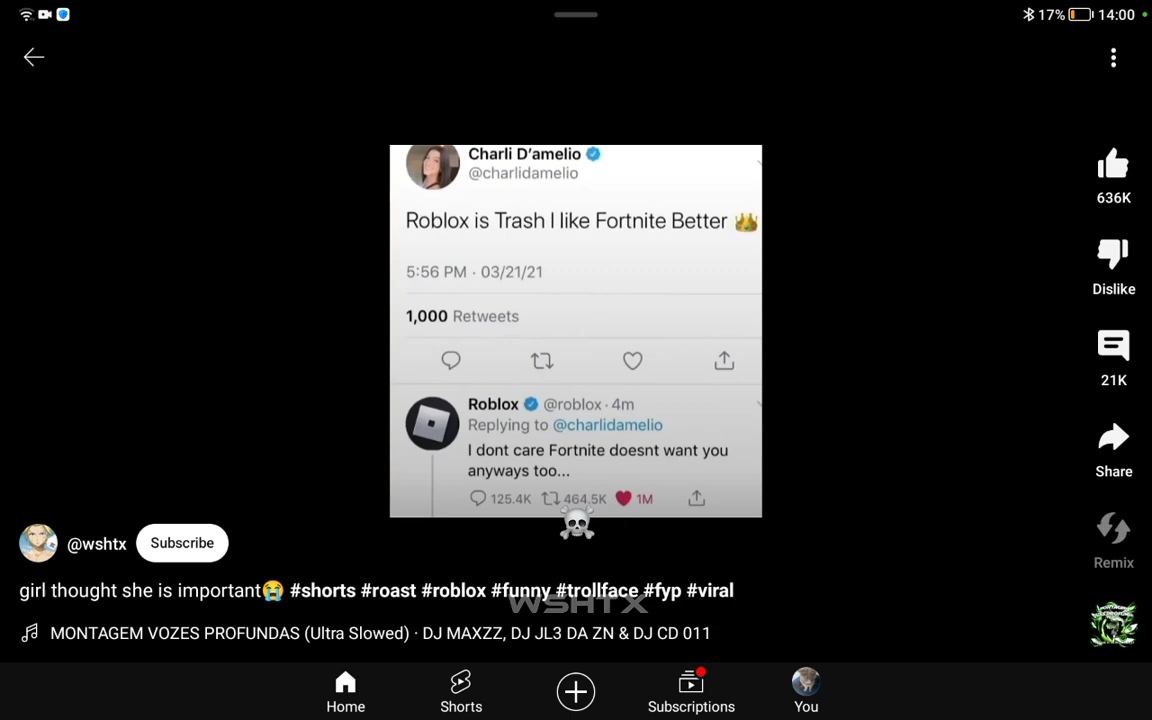 17% 14:00
Charli D'amelio
@charlidamelio
Roblox is Trash I like Fortnite Better 👑
5:56 PM · 03/21/21
1,000 Retweets
Roblox @roblox · 4m
Replying to @charlidamelio
I dont care Fortnite doesnt want you
anyways too...
125.4K 464.5K 1M
636K
Dislike
21K
Share
Remix
@wshtx Subscribe
girl thought she is important😭 #shorts #roast #roblox #funny #trollface #fyp #viral
WSHTX
MONTAGEM VOZES PROFUNDAS (Ultra Slowed) · DJ MAXZZ, DJ JL3 DA ZN & DJ CD 011
Home Shorts Subscriptions You